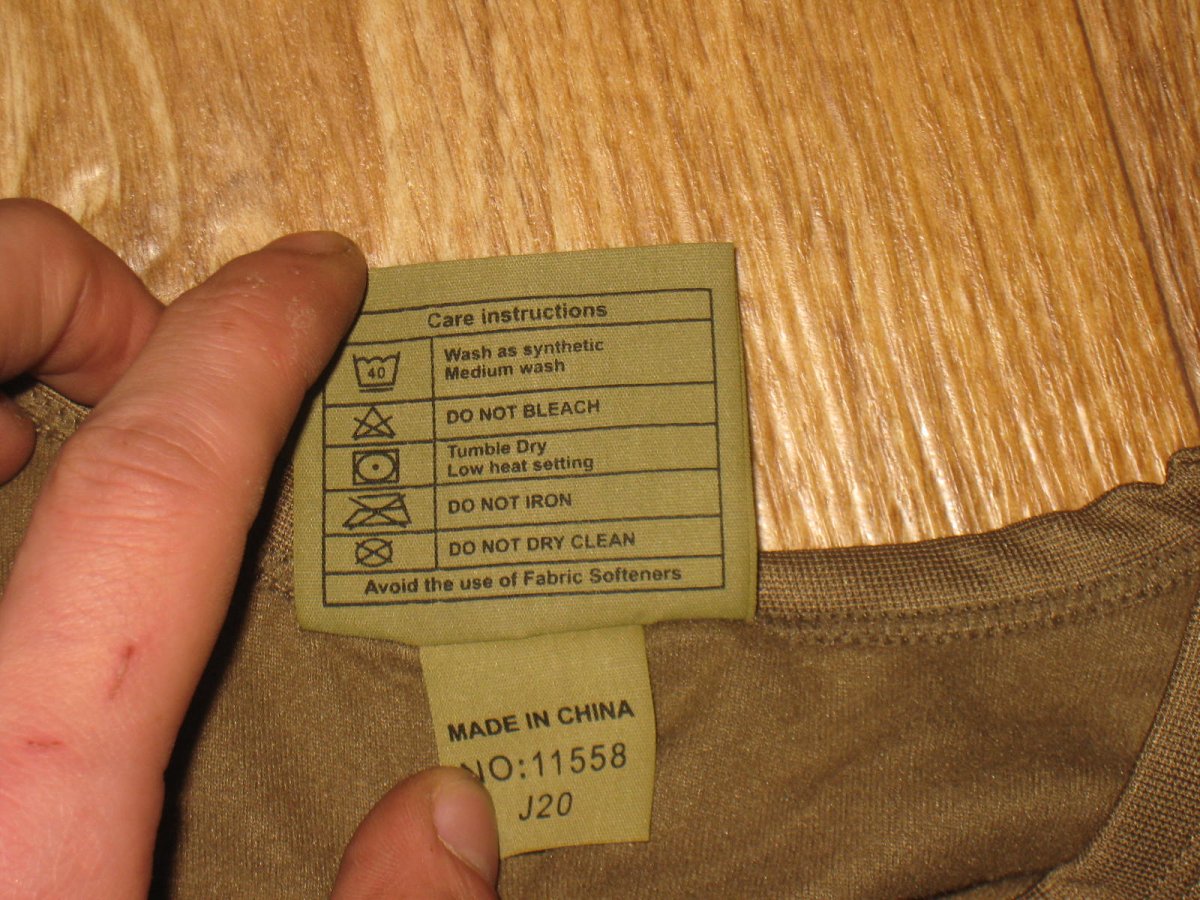 Care instructions
40
Wash as synthetic
Medium wash
DO NOT BLEACH
Tumble Dry
Low heat setting
DO NOT IRON
DO NOT DRY CLEAN
Avoid the use of Fabric Softeners
MADE IN CHINA
NO:11558
J20